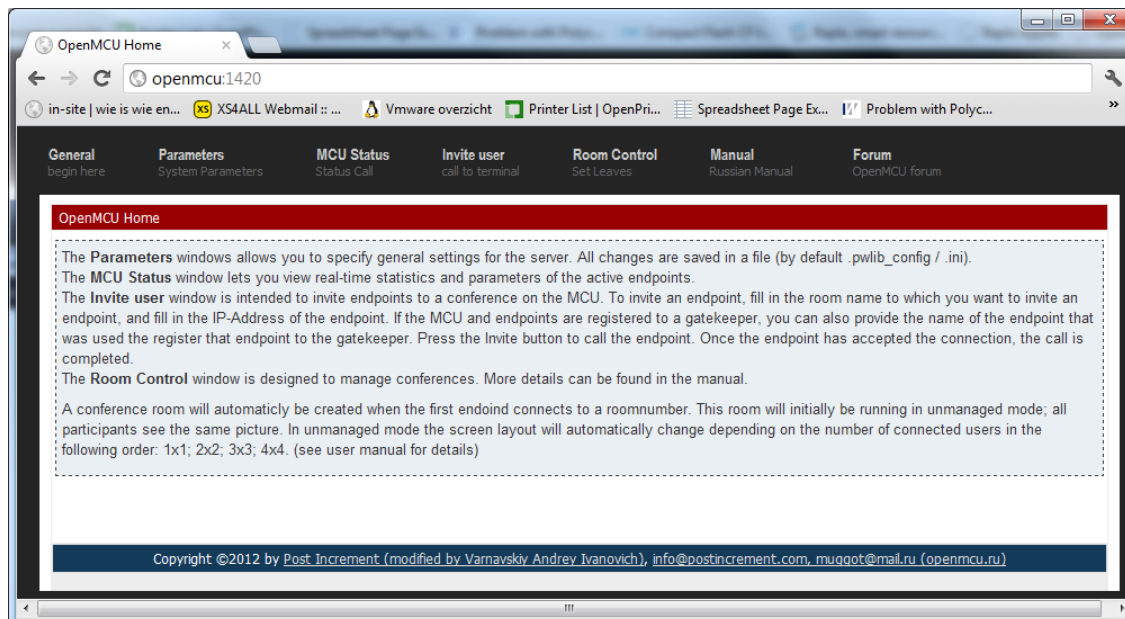 OpenMCU Home
openmcu:1420
in-site | wie is wie en... XS4ALL Webmail :: ... Vmware overzicht Printer List | OpenPri... Spreadsheet Page Ex... Problem with Polyc... »
General Parameters MCU Status Invite user Room Control Manual Forum
begin here System Parameters Status Call call to terminal Set Leaves Russian Manual OpenMCU forum
OpenMCU Home
The Parameters windows allows you to specify general settings for the server. All changes are saved in a file (by default .pwlib_config / .ini).
The MCU Status window lets you view real-time statistics and parameters of the active endpoints.
The Invite user window is intended to invite endpoints to a conference on the MCU. To invite an endpoint, fill in the room name to which you want to invite an
endpoint, and fill in the IP-Address of the endpoint. If the MCU and endpoints are registered to a gatekeeper, you can also provide the name of the endpoint that
was used the register that endpoint to the gatekeeper. Press the Invite button to call the endpoint. Once the endpoint has accepted the connection, the call is
completed.
The Room Control window is designed to manage conferences. More details can be found in the manual.
A conference room will automaticly be created when the first endoind connects to a roomnumber. This room will initially be running in unmanaged mode; all
participants see the same picture. In unmanaged mode the screen layout will automatically change depending on the number of connected users in the
following order: 1x1; 2x2; 3x3; 4x4. (see user manual for details)
Copyright ©2012 by Post Increment (modified by Varnavskiy Andrey Ivanovich), info@postincrement.com, muggot@mail.ru (openmcu.ru)